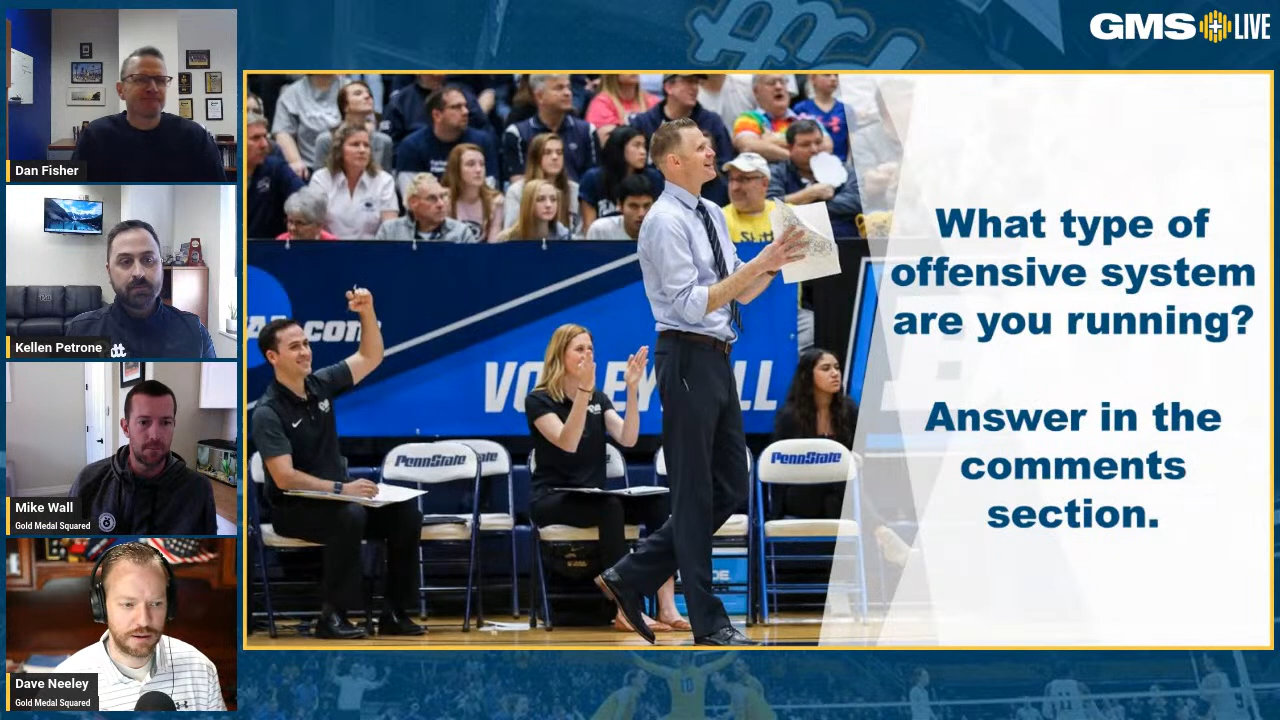 GMS LIVE
Dan Fisher
Kellen Petrone
Mike Wall
Gold Medal Squared
Dave Neeley
Gold Medal Squared
What type of
offensive system
are you running?
Answer in the
comments
section.
.com
PennState
PennState